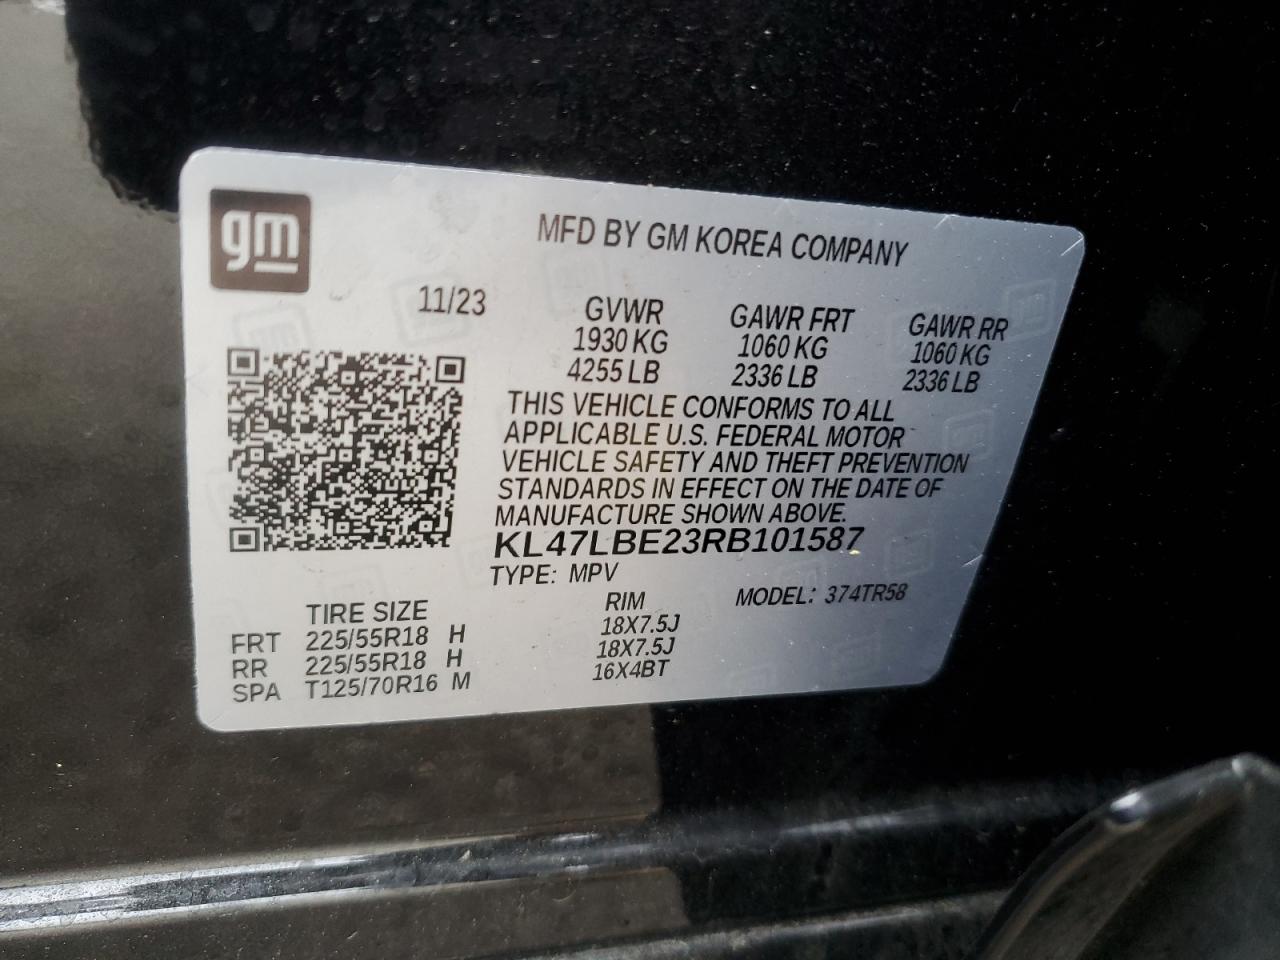 gm
MFD BY GM KOREA COMPANY
11/23
GVWR GAWR FRT GAWR RR
1930 KG 1060 KG 1060 KG
4255 LB 2336 LB 2336 LB
THIS VEHICLE CONFORMS TO ALL
APPLICABLE U.S. FEDERAL MOTOR
VEHICLE SAFETY AND THEFT PREVENTION
STANDARDS IN EFFECT ON THE DATE OF
MANUFACTURE SHOWN ABOVE.
KL47LBE23RB101587
TYPE: MPV MODEL: 374TR58
TIRE SIZE RIM
FRT 225/55R18 H 18X7.5J
RR 225/55R18 H 18X7.5J
SPA T125/70R16 M 16X4BT